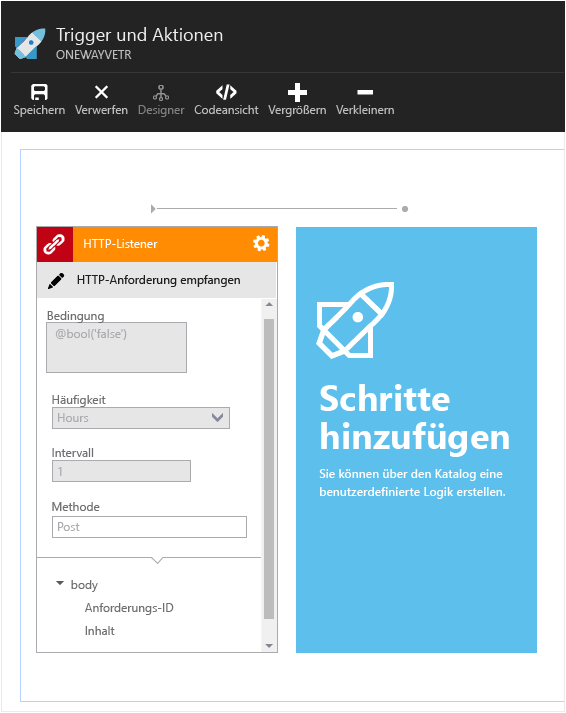 Trigger und Aktionen
ONEWAYVETR
Speichern Verwerfen Designer Codeansicht Vergrößern Verkleinern
HTTP-Listener
HTTP-Anforderung empfangen
Bedingung
@bool('false')
Häufigkeit
Hours
Intervall
1
Methode
Post
body
Anforderungs-ID
Inhalt
Schritte
hinzufügen
Sie können über den Katalog eine
benutzerdefinierte Logik erstellen.